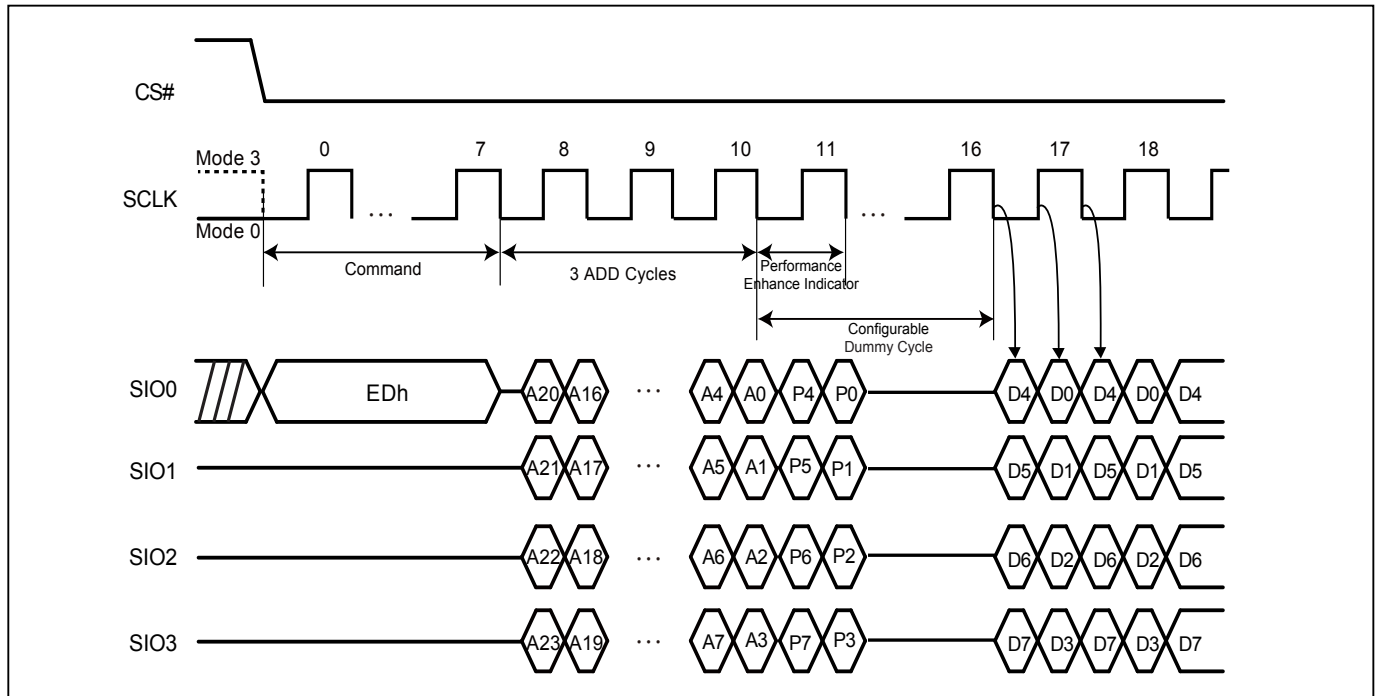 CS#
0 7 8 9 10 11 16 17 18
Mode 3
SCLK
...
...
Mode 0
Command
3 ADD Cycles
Performance
Enhance Indicator
Configurable
Dummy Cycle
SIO0 EDh A20 A16 ... A4 A0 P4 P0 D4 D0 D4 D0 D4
SIO1 A21 A17 ... A5 A1 P5 P1 D5 D1 D5 D1 D5
SIO2 A22 A18 ... A6 A2 P6 P2 D6 D2 D6 D2 D6
SIO3 A23 A19 ... A7 A3 P7 P3 D7 D3 D7 D3 D7